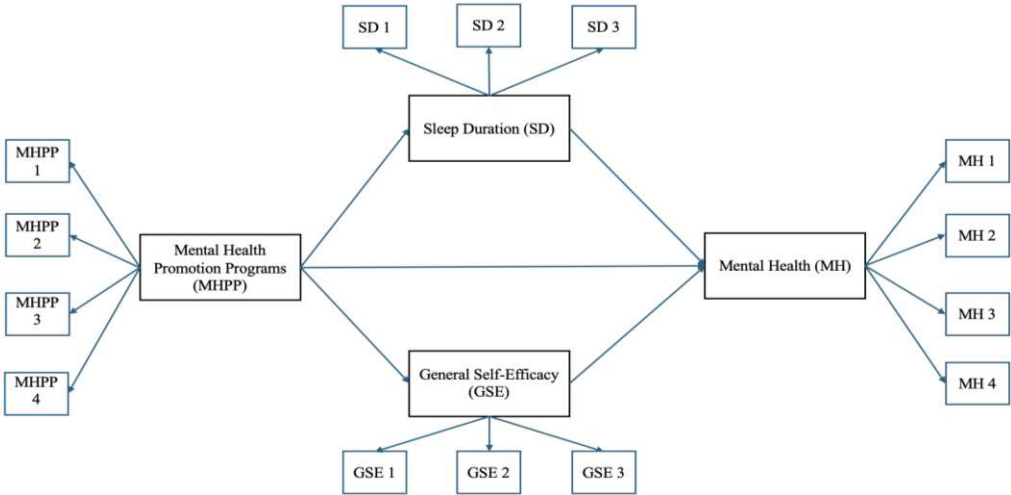 SD 1
SD 2
SD 3
Sleep Duration (SD)
MHPP
1
MHPP
2
MHPP
3
MHPP
4
Mental Health
Promotion Programs
(MHPP)
Mental Health (MH)
MH 1
MH 2
MH 3
MH 4
General Self-Efficacy
(GSE)
GSE 1
GSE 2
GSE 3